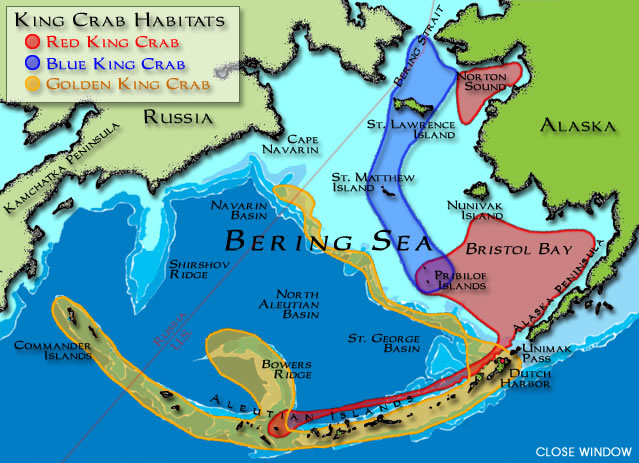 King Crab Habitats
Red King Crab
Blue King Crab
Golden King Crab
Bering Strait
Norton
Sound
Russia
St. Lawrence
Island
Alaska
Cape
Navarin
Kamchatka Peninsula
St. Matthew
Island
Navarin
Basin
Nunivak
Island
Bering Sea
Bristol Bay
Shirshov
Ridge
Pribilof
Islands
Alaska Peninsula
North
Aleutian
Basin
Russia
U.S.
St. George
Basin
Commander
Islands
Unimak
Pass
Bowers
Ridge
Dutch
Harbor
Aleutian Islands
CLOSE WINDOW